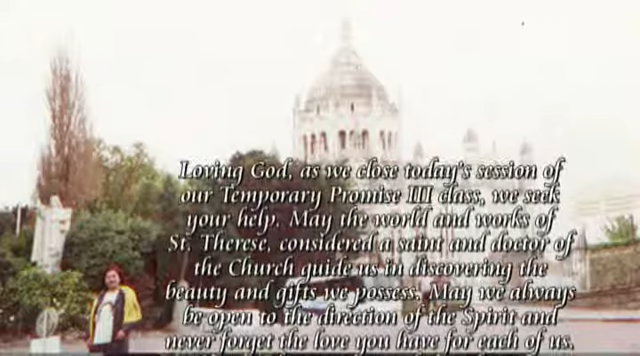 Loving God, as we close today's session of
our Temporary Promise III class, we seek
your help. May the world and works of
St. Therese, considered a saint and doctor of
the Church guide us in discovering the
beauty and gifts we possess. May we always
be open to the direction of the Spirit and
never forget the love you have for each of us.